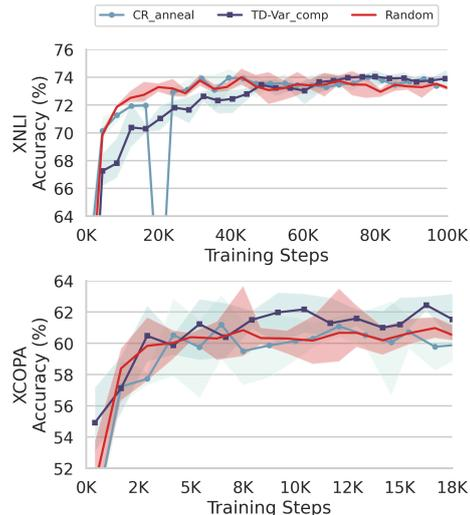 CR_anneal TD-Var_comp Random
76
74
72
70
68
66
64
XNLI
Accuracy (%)
0K 20K 40K 60K 80K 100K
Training Steps
64
62
60
58
56
54
52
XCOPA
Accuracy (%)
0K 2K 5K 8K 10K 12K 15K 18K
Training Steps